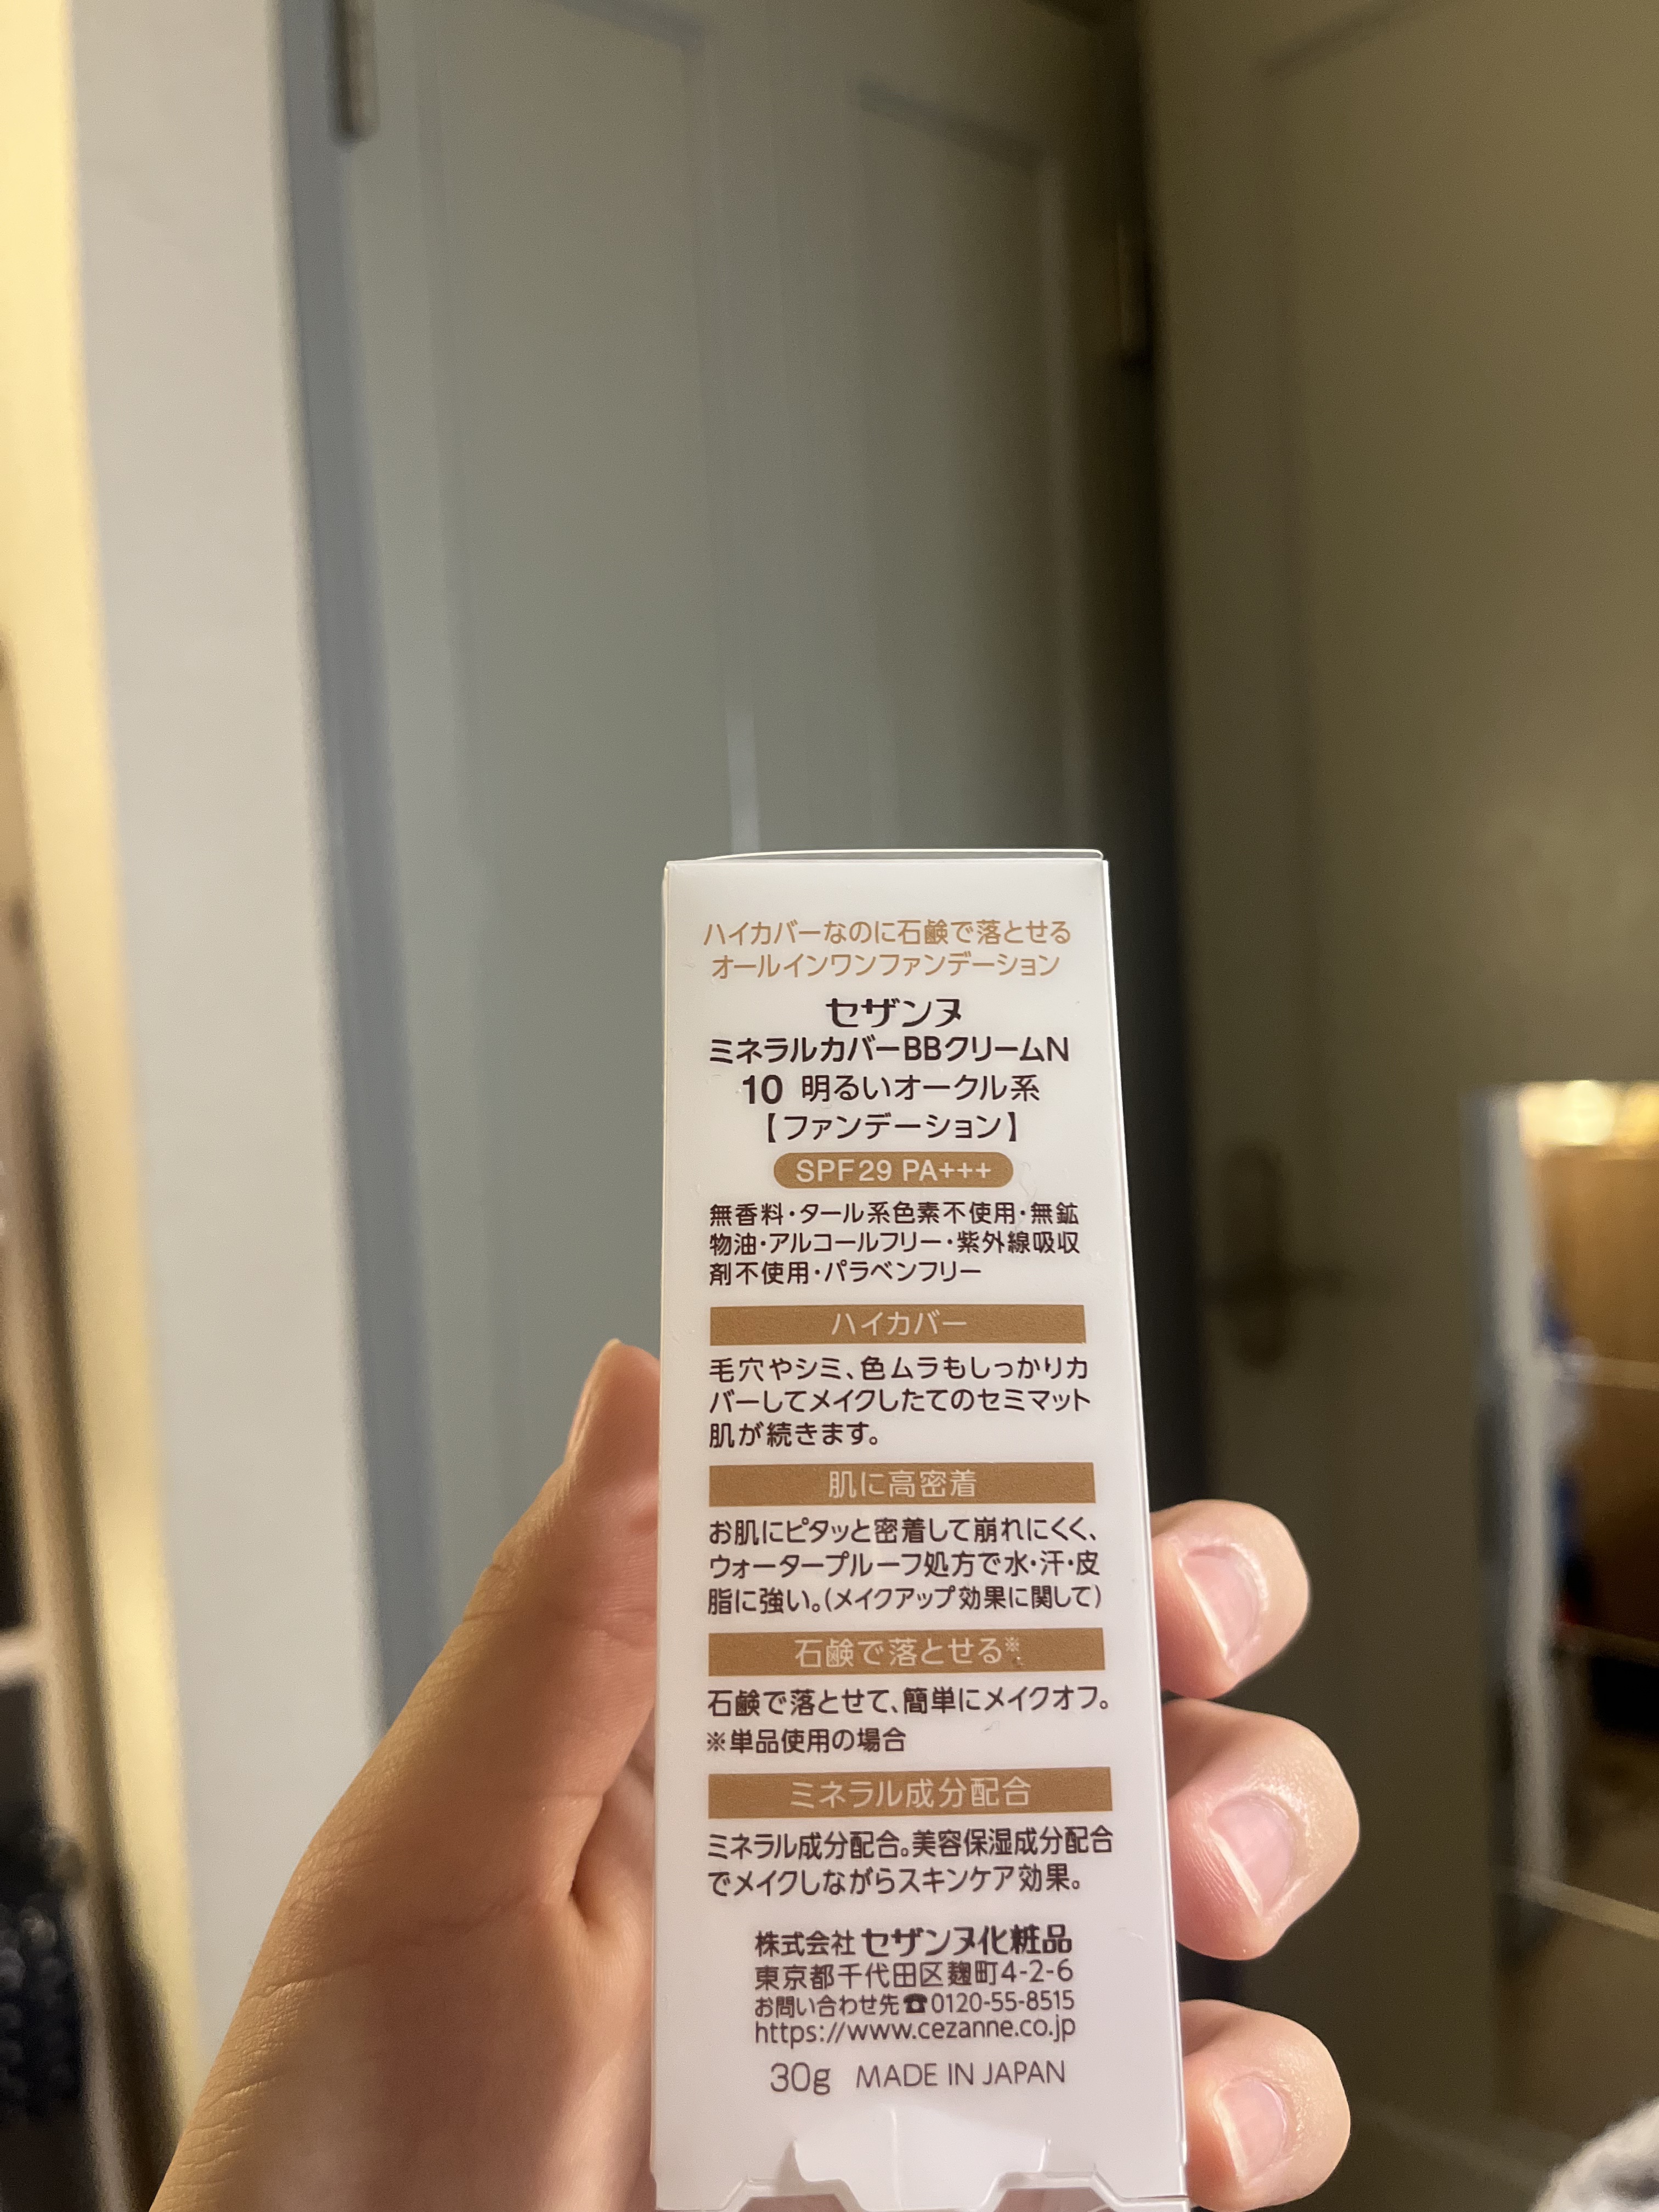 ハイカバーなのに石鹸で落とせる
オールインワンファンデーション
セザンヌ
ミネラルカバーBBクリームN
10 明るいオークル系
【ファンデーション】
SPF29 PA+++
無香料・タール系色素不使用・無鉱
物油・アルコールフリー・紫外線吸収
剤不使用・パラベンフリー
ハイカバー
毛穴やシミ、色ムラもしっかりカ
バーしてメイクしたてのセミマット
肌が続きます。
肌に高密着
お肌にピタッと密着して崩れにくく、
ウォータープルーフ処方で水・汗・皮
脂に強い。(メイクアップ効果に関して)
石鹸で落とせる※
石鹸で落とせて、簡単にメイクオフ。
※単品使用の場合
ミネラル成分配合
ミネラル成分配合。美容保湿成分配合
でメイクしながらスキンケア効果。
株式会社 セザンヌ化粧品
東京都千代田区麹町4-2-6
お問い合わせ先☎0120-55-8515
https://www.cezanne.co.jp
30g MADE IN JAPAN